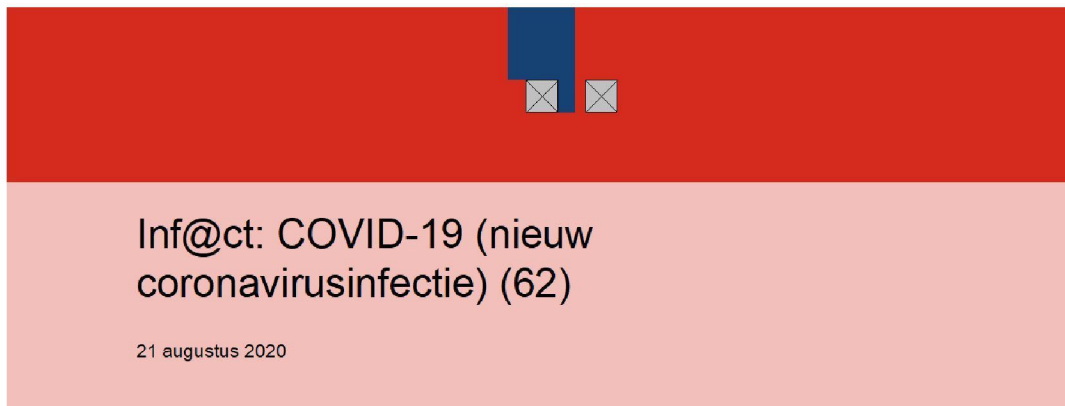 Inf@ct: COVID-19 (nieuw
coronavirusinfectie) (62)
21 augustus 2020